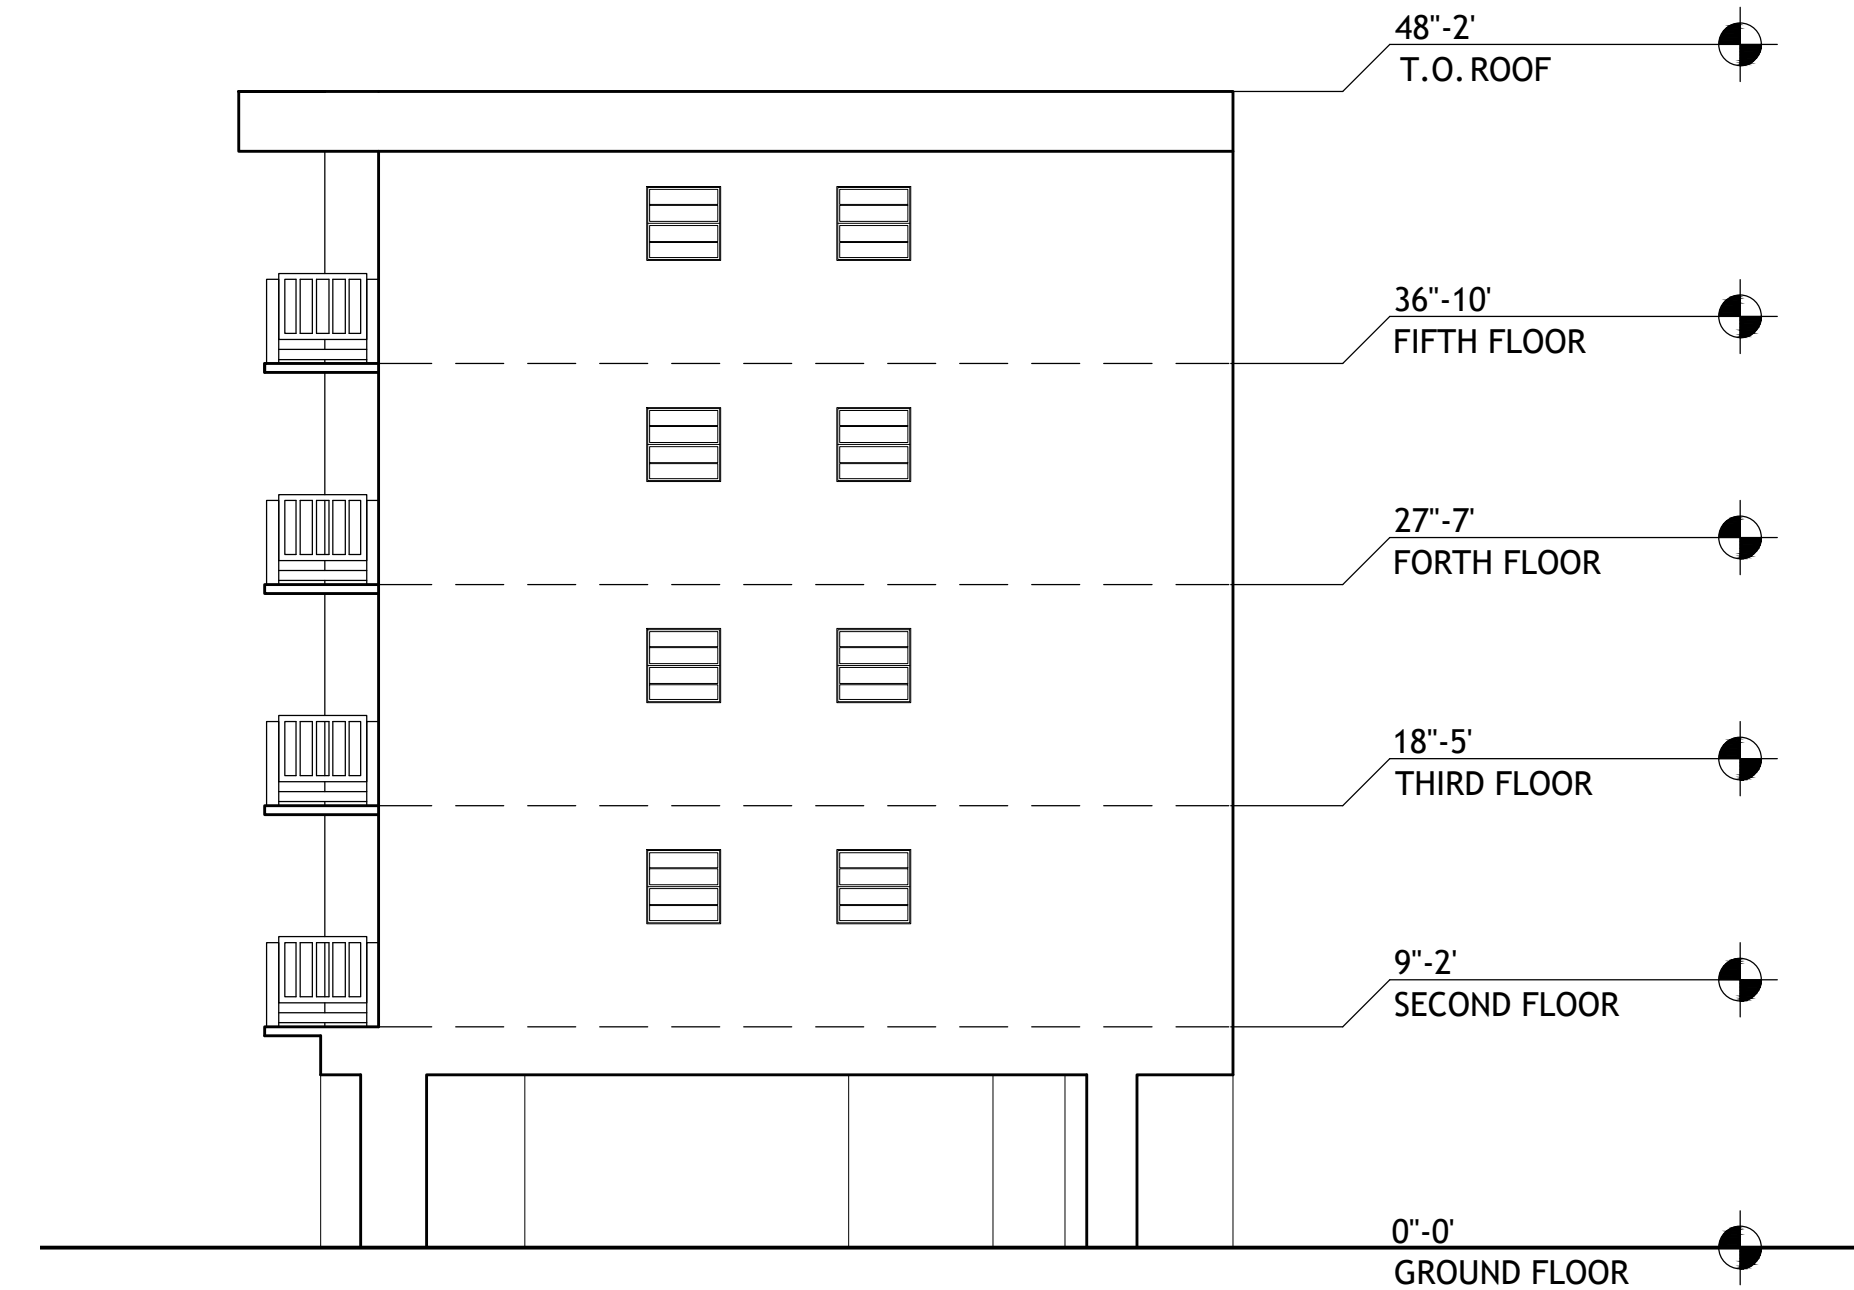 48"-2'
T.O. ROOF
36"-10'
FIFTH FLOOR
27"-7'
FORTH FLOOR
18"-5'
THIRD FLOOR
9"-2'
SECOND FLOOR
0"-0'
GROUND FLOOR